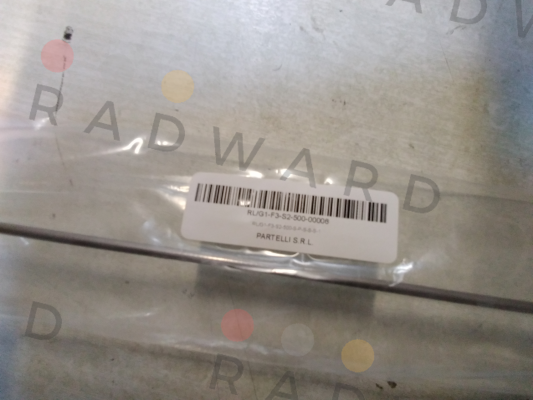 RADWARD
RL/G1-F3-S2-500-00008
PARTELLI S.R.L.
D
RADWARD